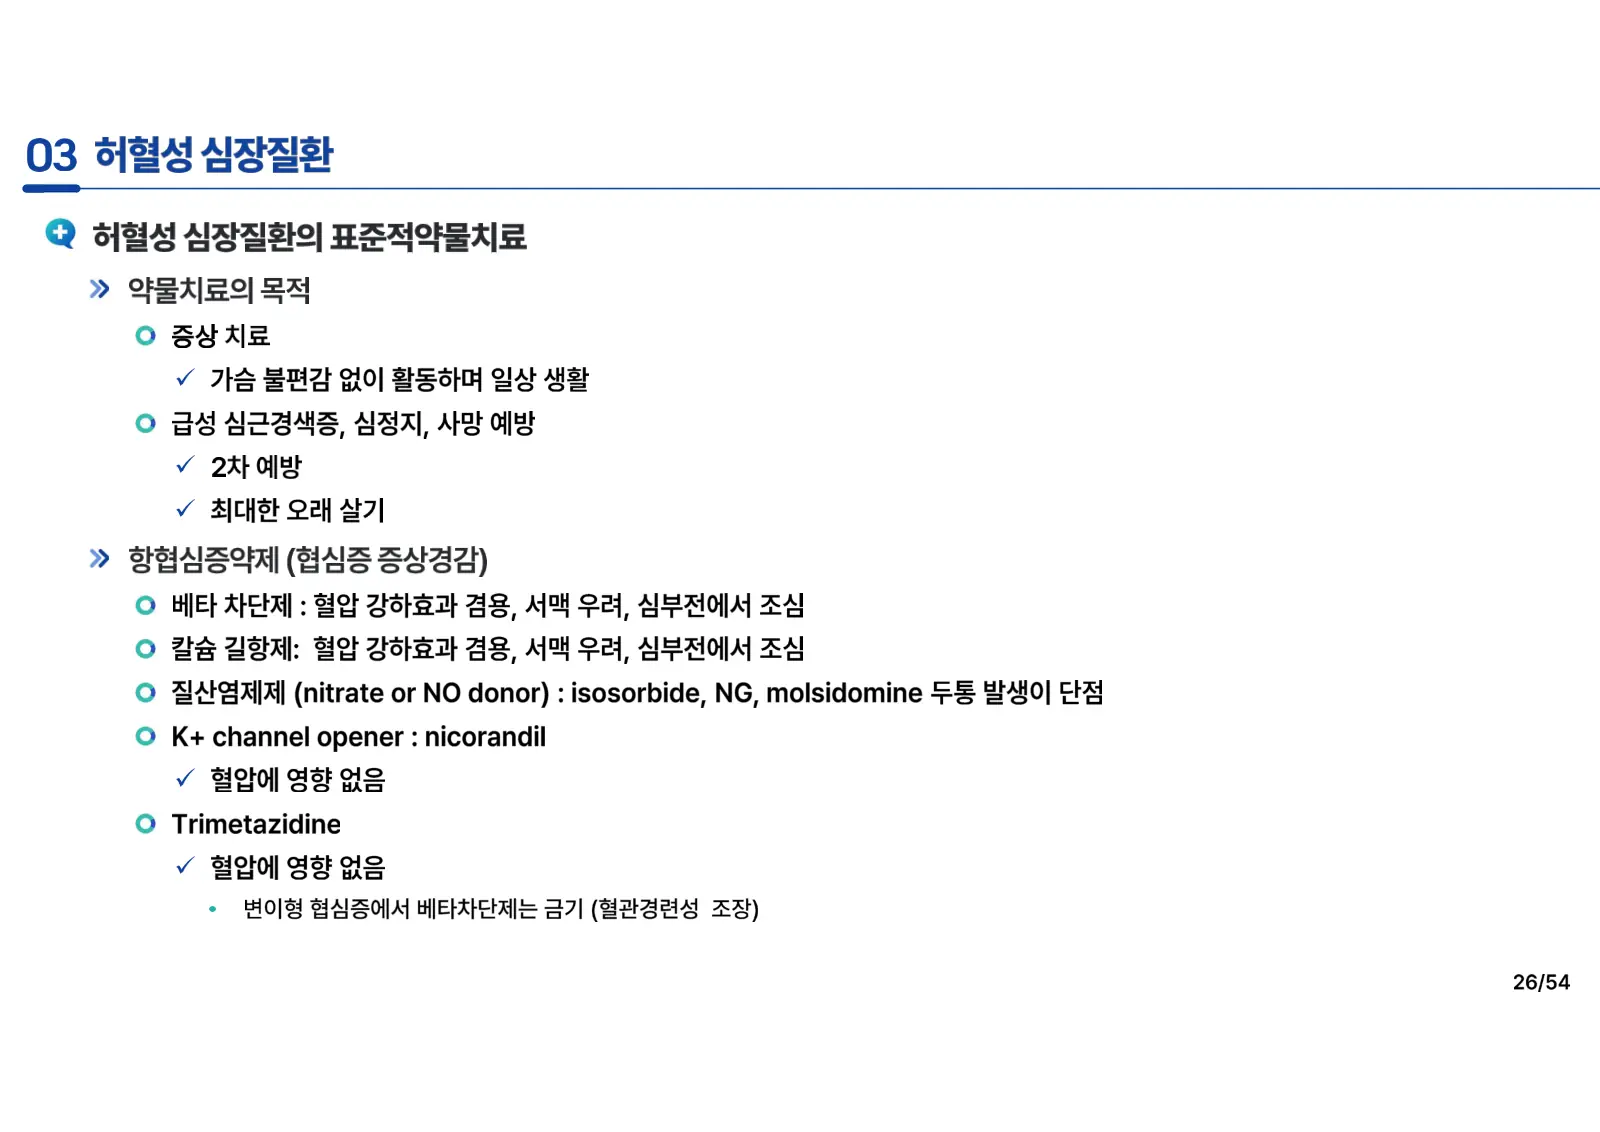 03 허혈성 심장질환
허혈성 심장질환의 표준적약물치료
약물치료의 목적
증상 치료
가슴 불편감 없이 활동하며 일상 생활
급성 심근경색증, 심정지, 사망 예방
2차 예방
최대한 오래 살기
항협심증약제 (협심증 증상경감)
베타 차단제 : 혈압 강하효과 겸용, 서맥 우려, 심부전에서 조심
칼슘 길항제:  혈압 강하효과 겸용, 서맥 우려, 심부전에서 조심
질산염제제 (nitrate or NO donor) : isosorbide, NG, molsidomine 두통 발생이 단점
K+ channel opener : nicorandil
혈압에 영향 없음
Trimetazidine
혈압에 영향 없음
변이형 협심증에서 베타차단제는 금기 (혈관경련성  조장)
26/54